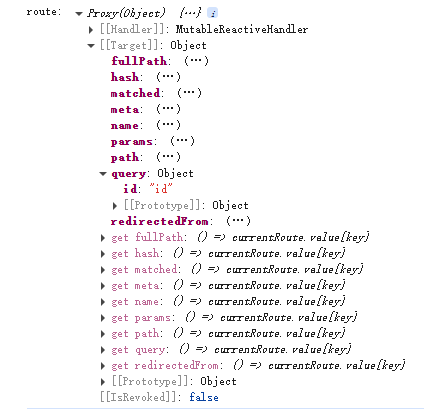 route: Proxy(Object) {…} i
[[Handler]]: MutableReactiveHandler
[[Target]]: Object
fullPath: (...)
hash: (...)
matched: (...)
meta: (...)
name: (...)
params: (...)
path: (...)
query: Object
id: "id"
[[Prototype]]: Object
redirectedFrom: (...)
get fullPath: () => currentRoute.value[key]
get hash: () => currentRoute.value[key]
get matched: () => currentRoute.value[key]
get meta: () => currentRoute.value[key]
get name: () => currentRoute.value[key]
get params: () => currentRoute.value[key]
get path: () => currentRoute.value[key]
get query: () => currentRoute.value[key]
get redirectedFrom: () => currentRoute.value[key]
[[Prototype]]: Object
[[IsRevoked]]: false